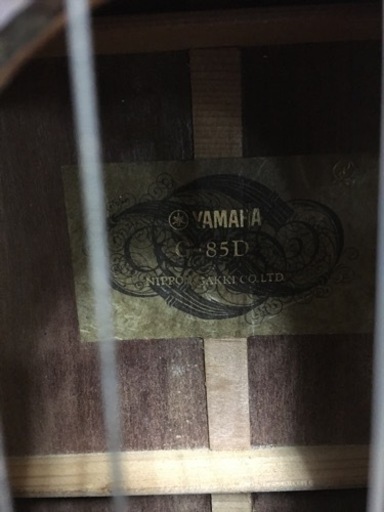 YAMAHA
G-85D
NIPPON GAKKI CO. LTD.